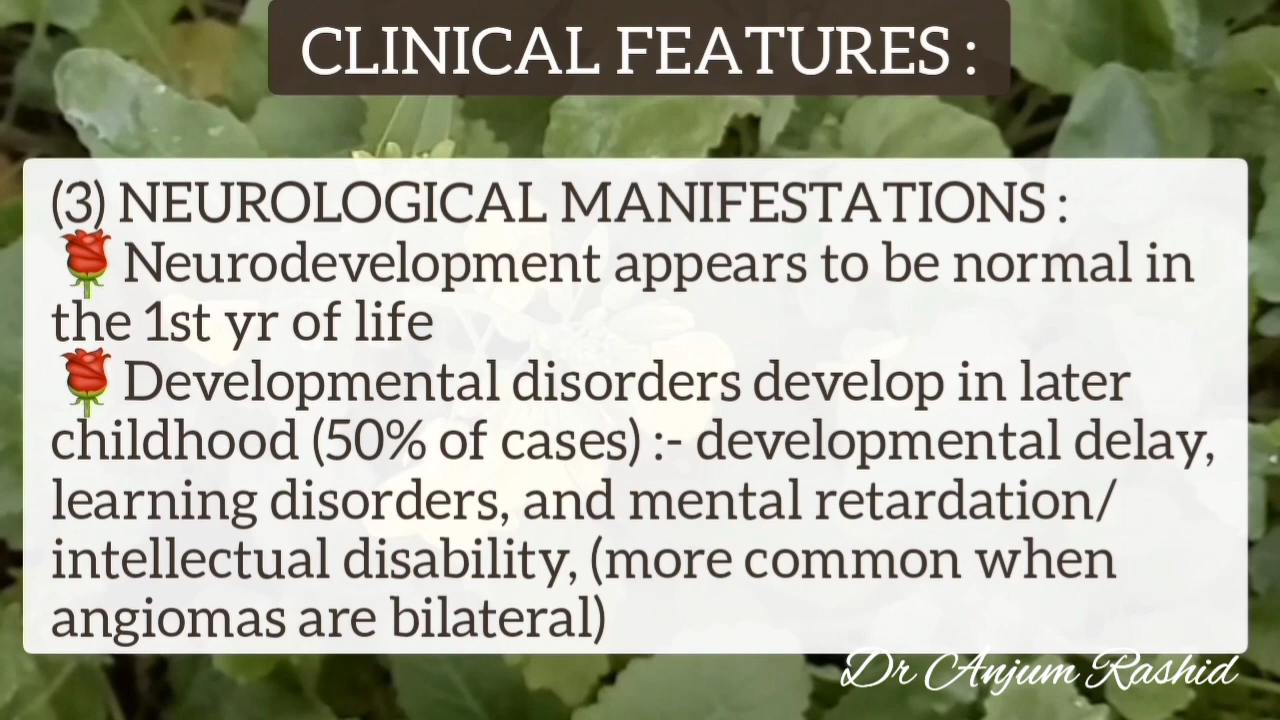 CLINICAL FEATURES :
(3) NEUROLOGICAL MANIFESTATIONS :
🌹Neurodevelopment appears to be normal in
the 1st yr of life
🌹Developmental disorders develop in later
childhood (50% of cases) :- developmental delay,
learning disorders, and mental retardation/
intellectual disability, (more common when
angiomas are bilateral)
Dr Anjum Rashid